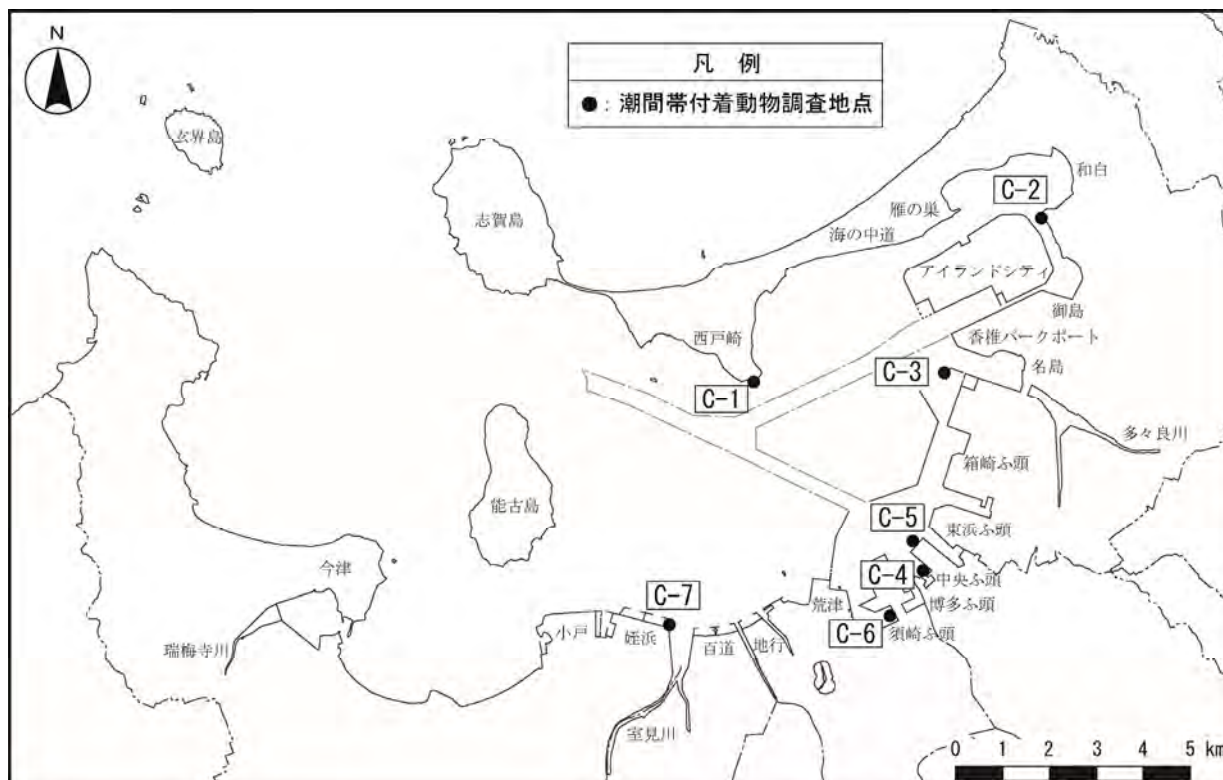 N
凡 例
●：潮間帯付着動物調査地点
玄界島
志賀島
和白
C-2
雁の巣
海の中道
アイランドシティ
御島
西戸崎
香椎パークポート
C-3
名島
C-1
多々良川
箱崎ふ頭
能古島
C-5
東浜ふ頭
今津
C-4
中央ふ頭
C-7
荒津
博多ふ頭
小戸
姪浜
百道
地行
C-6
須崎ふ頭
瑞梅寺川
室見川
0 1 2 3 4 5 km